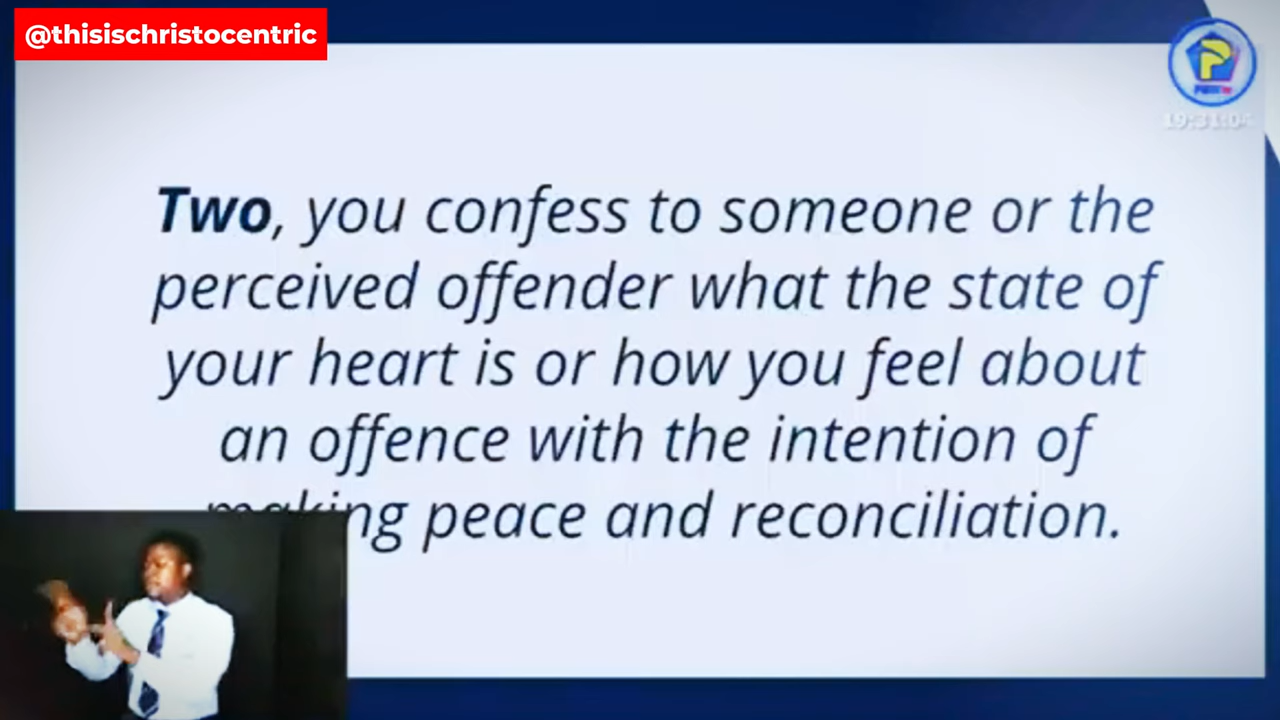 @thisischristocentric
P
Two, you confess to someone or the
perceived offender what the state of
your heart is or how you feel about
an offence with the intention of
making peace and reconciliation.